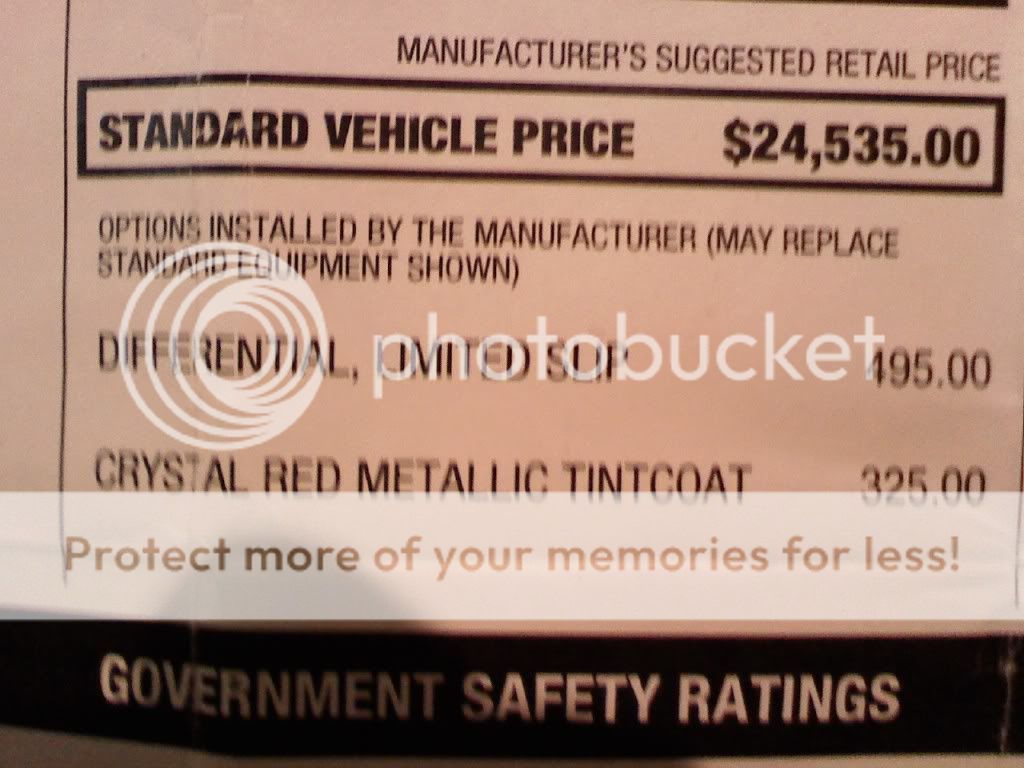 MANUFACTURER'S SUGGESTED RETAIL PRICE
STANDARD VEHICLE PRICE $24,535.00
OPTIONS INSTALLED BY THE MANUFACTURER (MAY REPLACE
STANDARD EQUIPMENT SHOWN)
DIFFERENTIAL, LIMITED SLIP 495.00
photobucket
CRYSTAL RED METALLIC TINTCOAT 325.00
Protect more of your memories for less!
GOVERNMENT SAFETY RATINGS